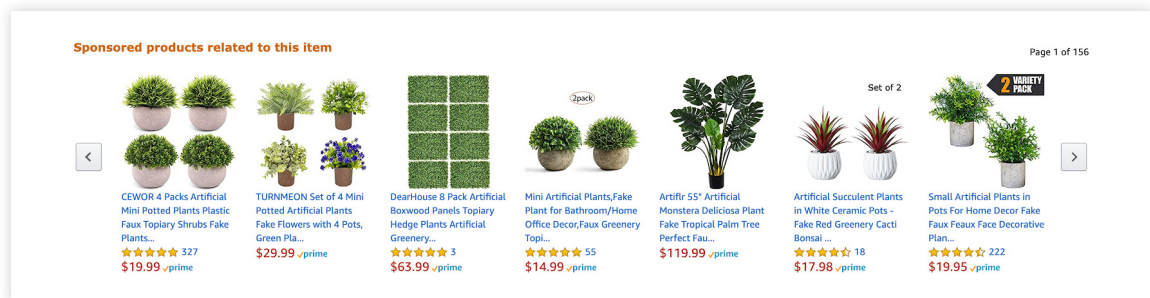 Sponsored products related to this item
Page 1 of 156
CEWOR 4 Packs Artificial
Mini Potted Plants Plastic
Faux Topiary Shrubs Fake
Plants...
327
$19.99 prime
TURNMEON Set of 4 Mini
Potted Artificial Plants
Fake Flowers with 4 Pots,
Green Pla...
$29.99 prime
DearHouse 8 Pack Artificial
Boxwood Panels Topiary
Hedge Plants Artificial
Greenery...
3
$63.99 prime
2pack
Mini Artificial Plants,Fake
Plant for Bathroom/Home
Office Decor,Faux Greenery
Topi...
55
$14.99 prime
Artiflr 55" Artificial
Monstera Deliciosa Plant
Fake Tropical Palm Tree
Perfect Fau...
$119.99 prime
Set of 2
Artificial Succulent Plants
in White Ceramic Pots -
Fake Red Greenery Cacti
Bonsai ...
18
$17.98 prime
2 VARIETY
PACK
Small Artificial Plants in
Pots For Home Decor Fake
Faux Feaux Face Decorative
Plan...
222
$19.95 prime